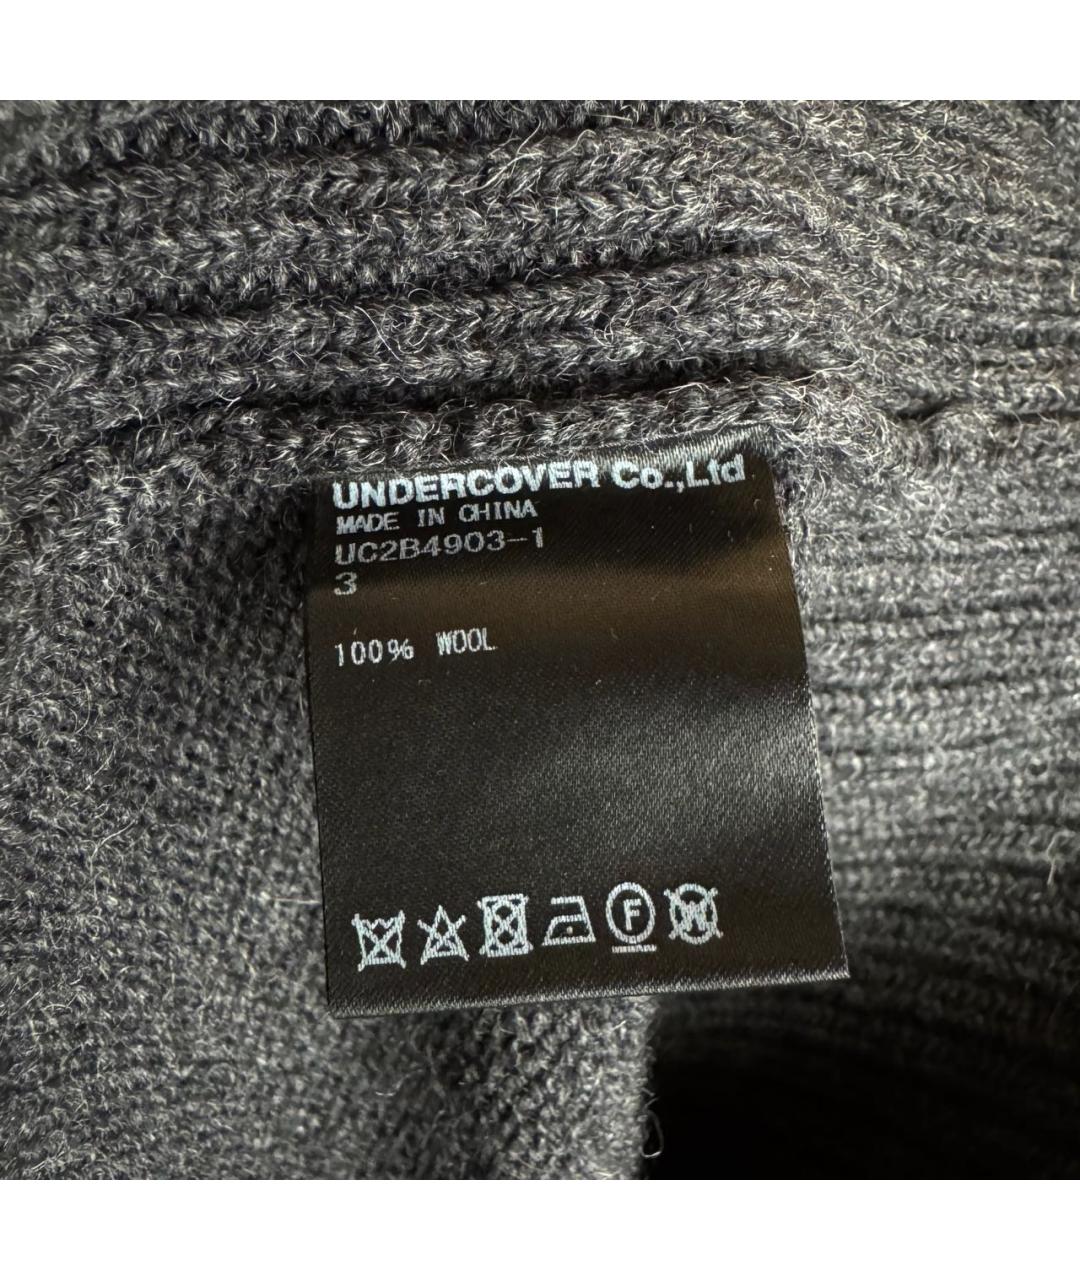 UNDERCOVER Co.,Ltd
MADE IN CHINA
UC2B4903-1
3
100% WOOL
F
W